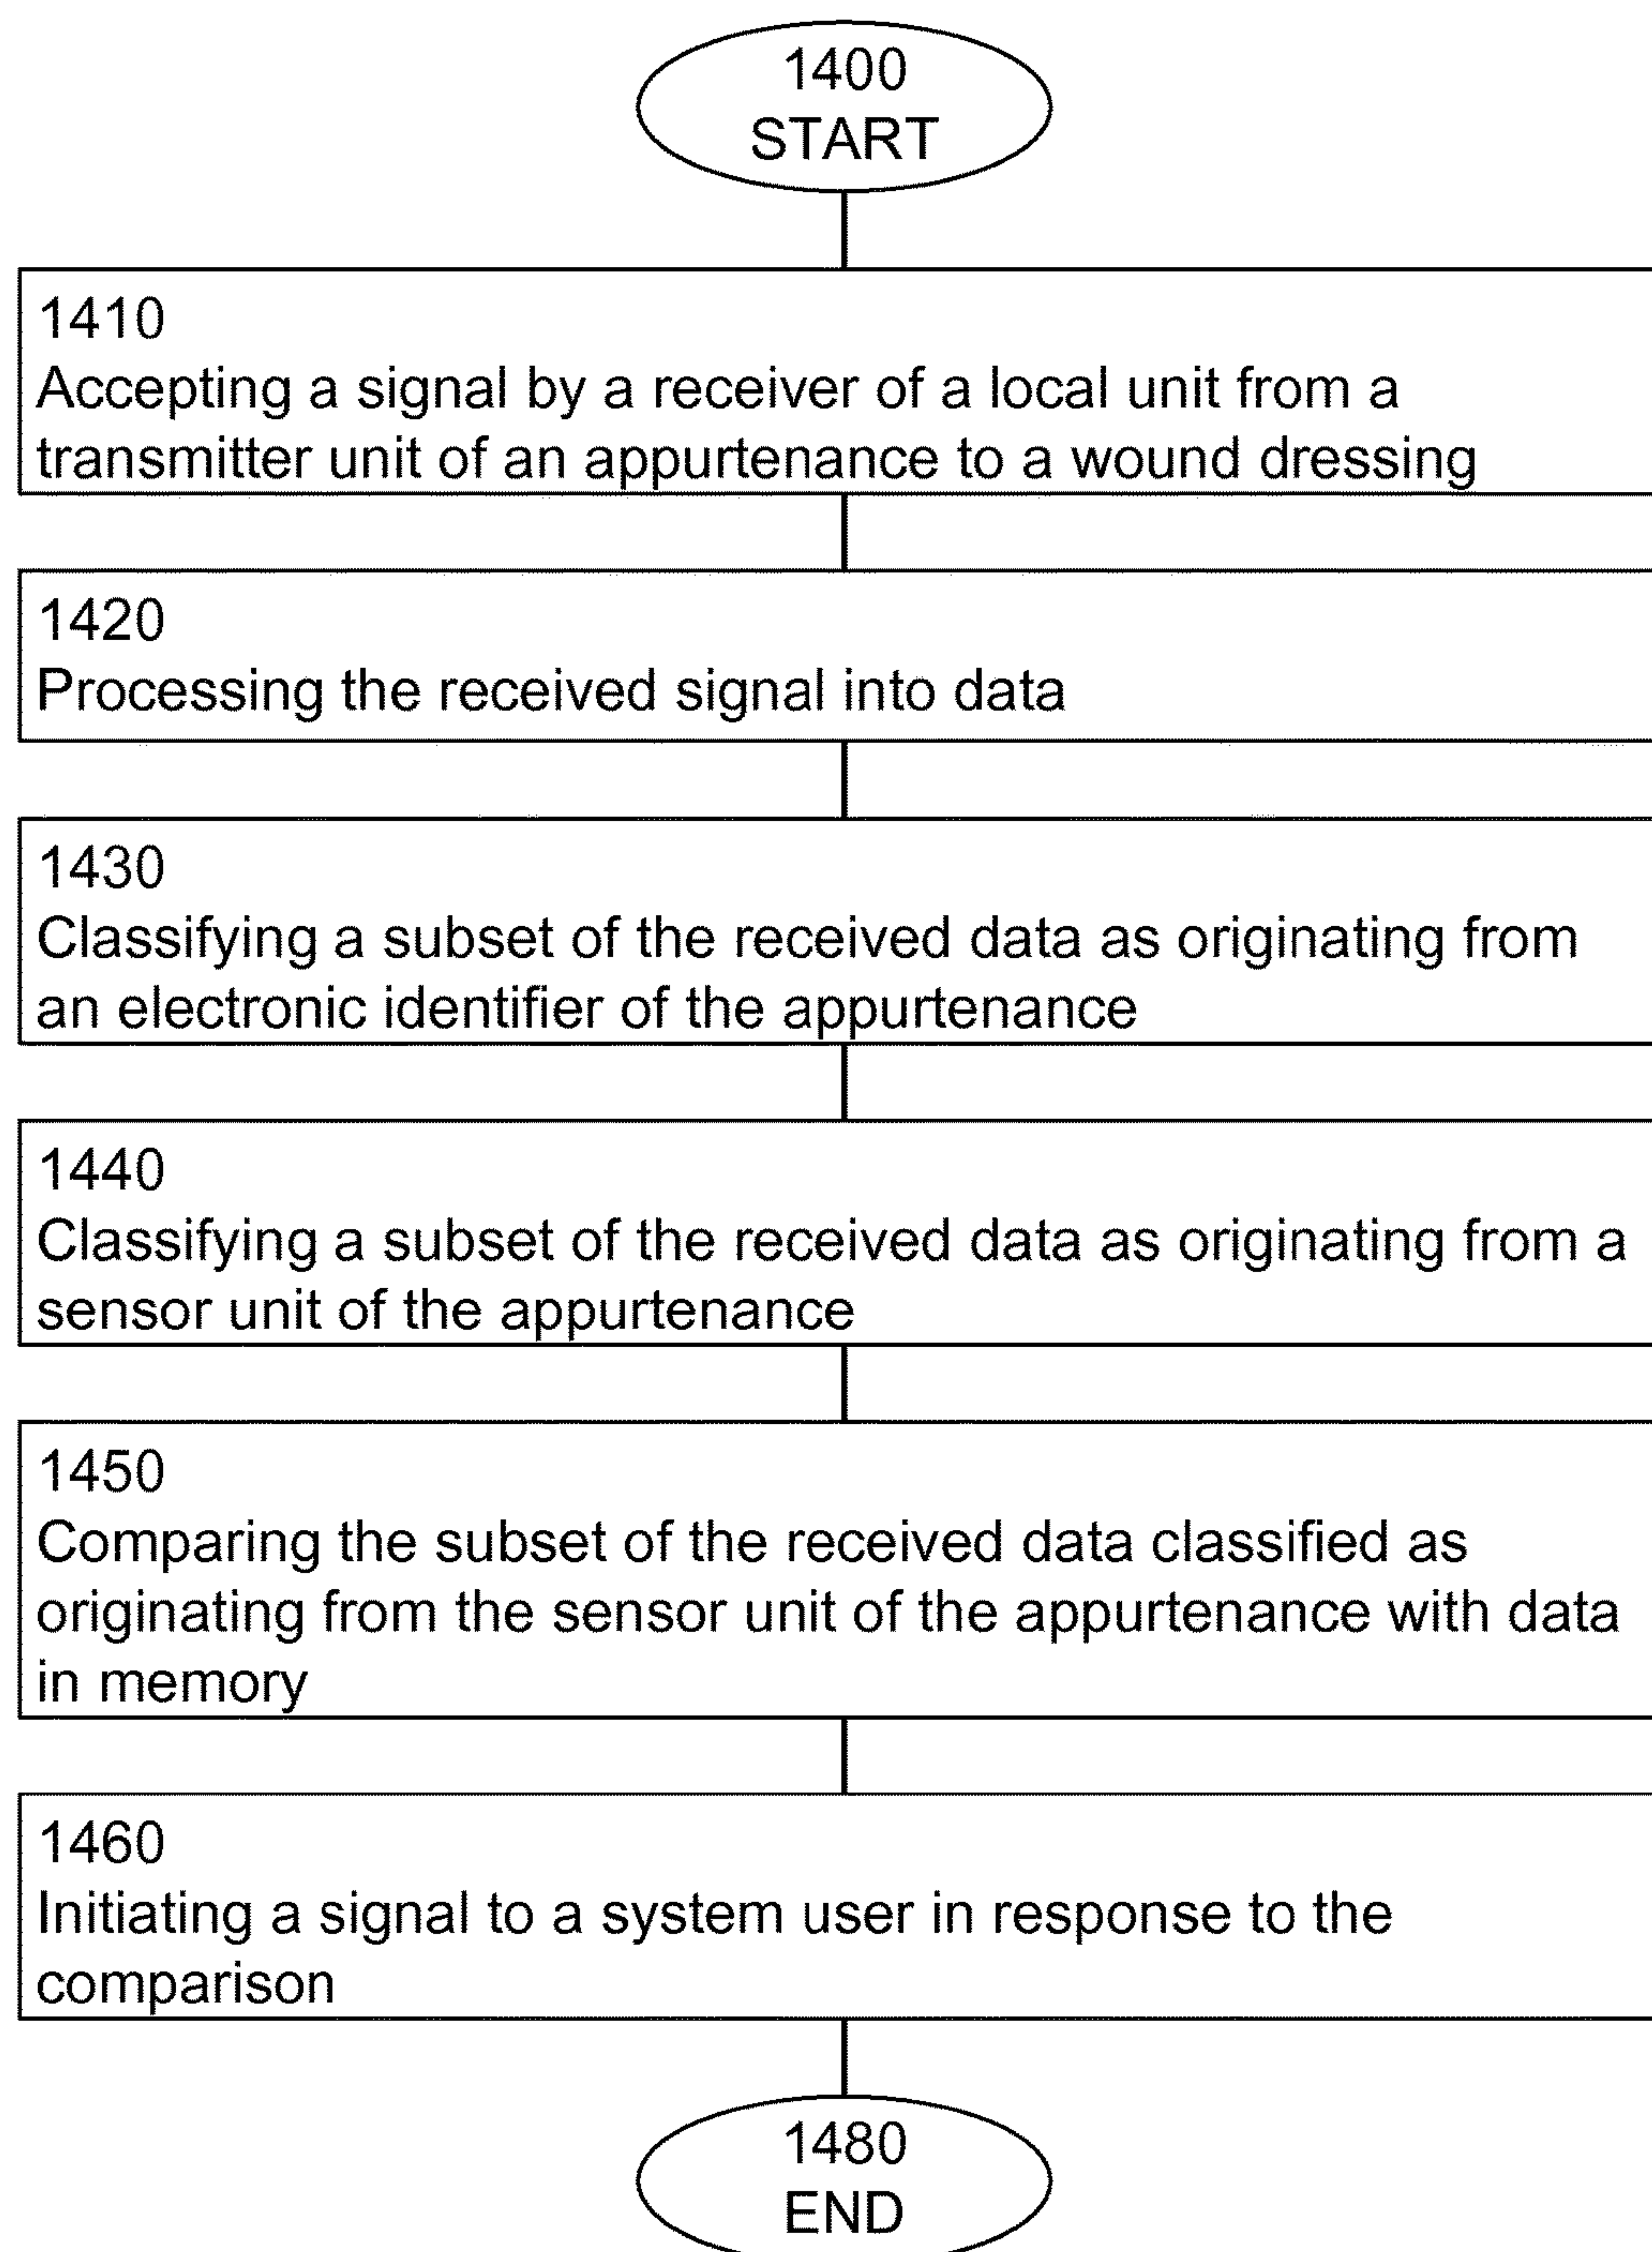 1400
START
1410
Accepting a signal by a receiver of a local unit from a
transmitter unit of an appurtenance to a wound dressing
1420
Processing the received signal into data
1430
Classifying a subset of the received data as originating from
an electronic identifier of the appurtenance
1440
Classifying a subset of the received data as originating from a
sensor unit of the appurtenance
1450
Comparing the subset of the received data classified as
originating from the sensor unit of the appurtenance with data
in memory
1460
Initiating a signal to a system user in response to the
comparison
1480
END